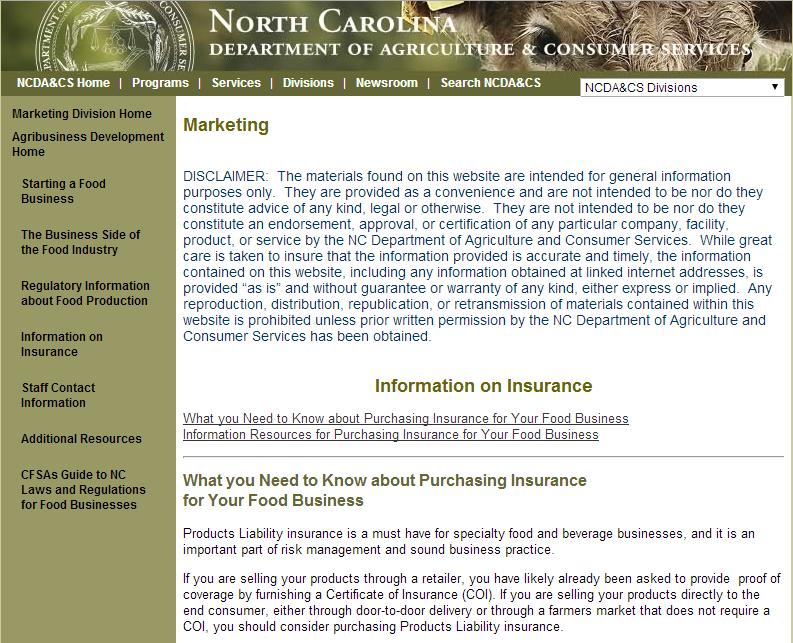 NORTH CAROLINA
DEPARTMENT OF AGRICULTURE & CONSUMER SERVICES
NCDA&CS Home | Programs | Services | Divisions | Newsroom | Search NCDA&CS
NCDA&CS Divisions
Marketing Division Home
Agribusiness Development
Home
Starting a Food
Business
The Business Side of
the Food Industry
Regulatory Information
about Food Production
Information on
Insurance
Staff Contact
Information
Additional Resources
CFSAs Guide to NC
Laws and Regulations
for Food Businesses
Marketing
DISCLAIMER:  The materials found on this website are intended for general information
purposes only.  They are provided as a convenience and are not intended to be nor do they
constitute advice of any kind, legal or otherwise.  They are not intended to be nor do they
constitute an endorsement, approval, or certification of any particular company, facility,
product, or service by the NC Department of Agriculture and Consumer Services.  While great
care is taken to insure that the information provided is accurate and timely, the information
contained on this website, including any information obtained at linked internet addresses, is
provided “as is” and without guarantee or warranty of any kind, either express or implied.  Any
reproduction, distribution, republication, or retransmission of materials contained within this
website is prohibited unless prior written permission by the NC Department of Agriculture and
Consumer Services has been obtained.
Information on Insurance
What you Need to Know about Purchasing Insurance for Your Food Business
Information Resources for Purchasing Insurance for Your Food Business
What you Need to Know about Purchasing Insurance
for Your Food Business
Products Liability insurance is a must have for specialty food and beverage businesses, and it is an
important part of risk management and sound business practice.
If you are selling your products through a retailer, you have likely already been asked to provide  proof of
coverage by furnishing a Certificate of Insurance (COI). If you are selling your products directly to the
end consumer, either through door-to-door delivery or through a farmers market that does not require a
COI, you should consider purchasing Products Liability insurance.